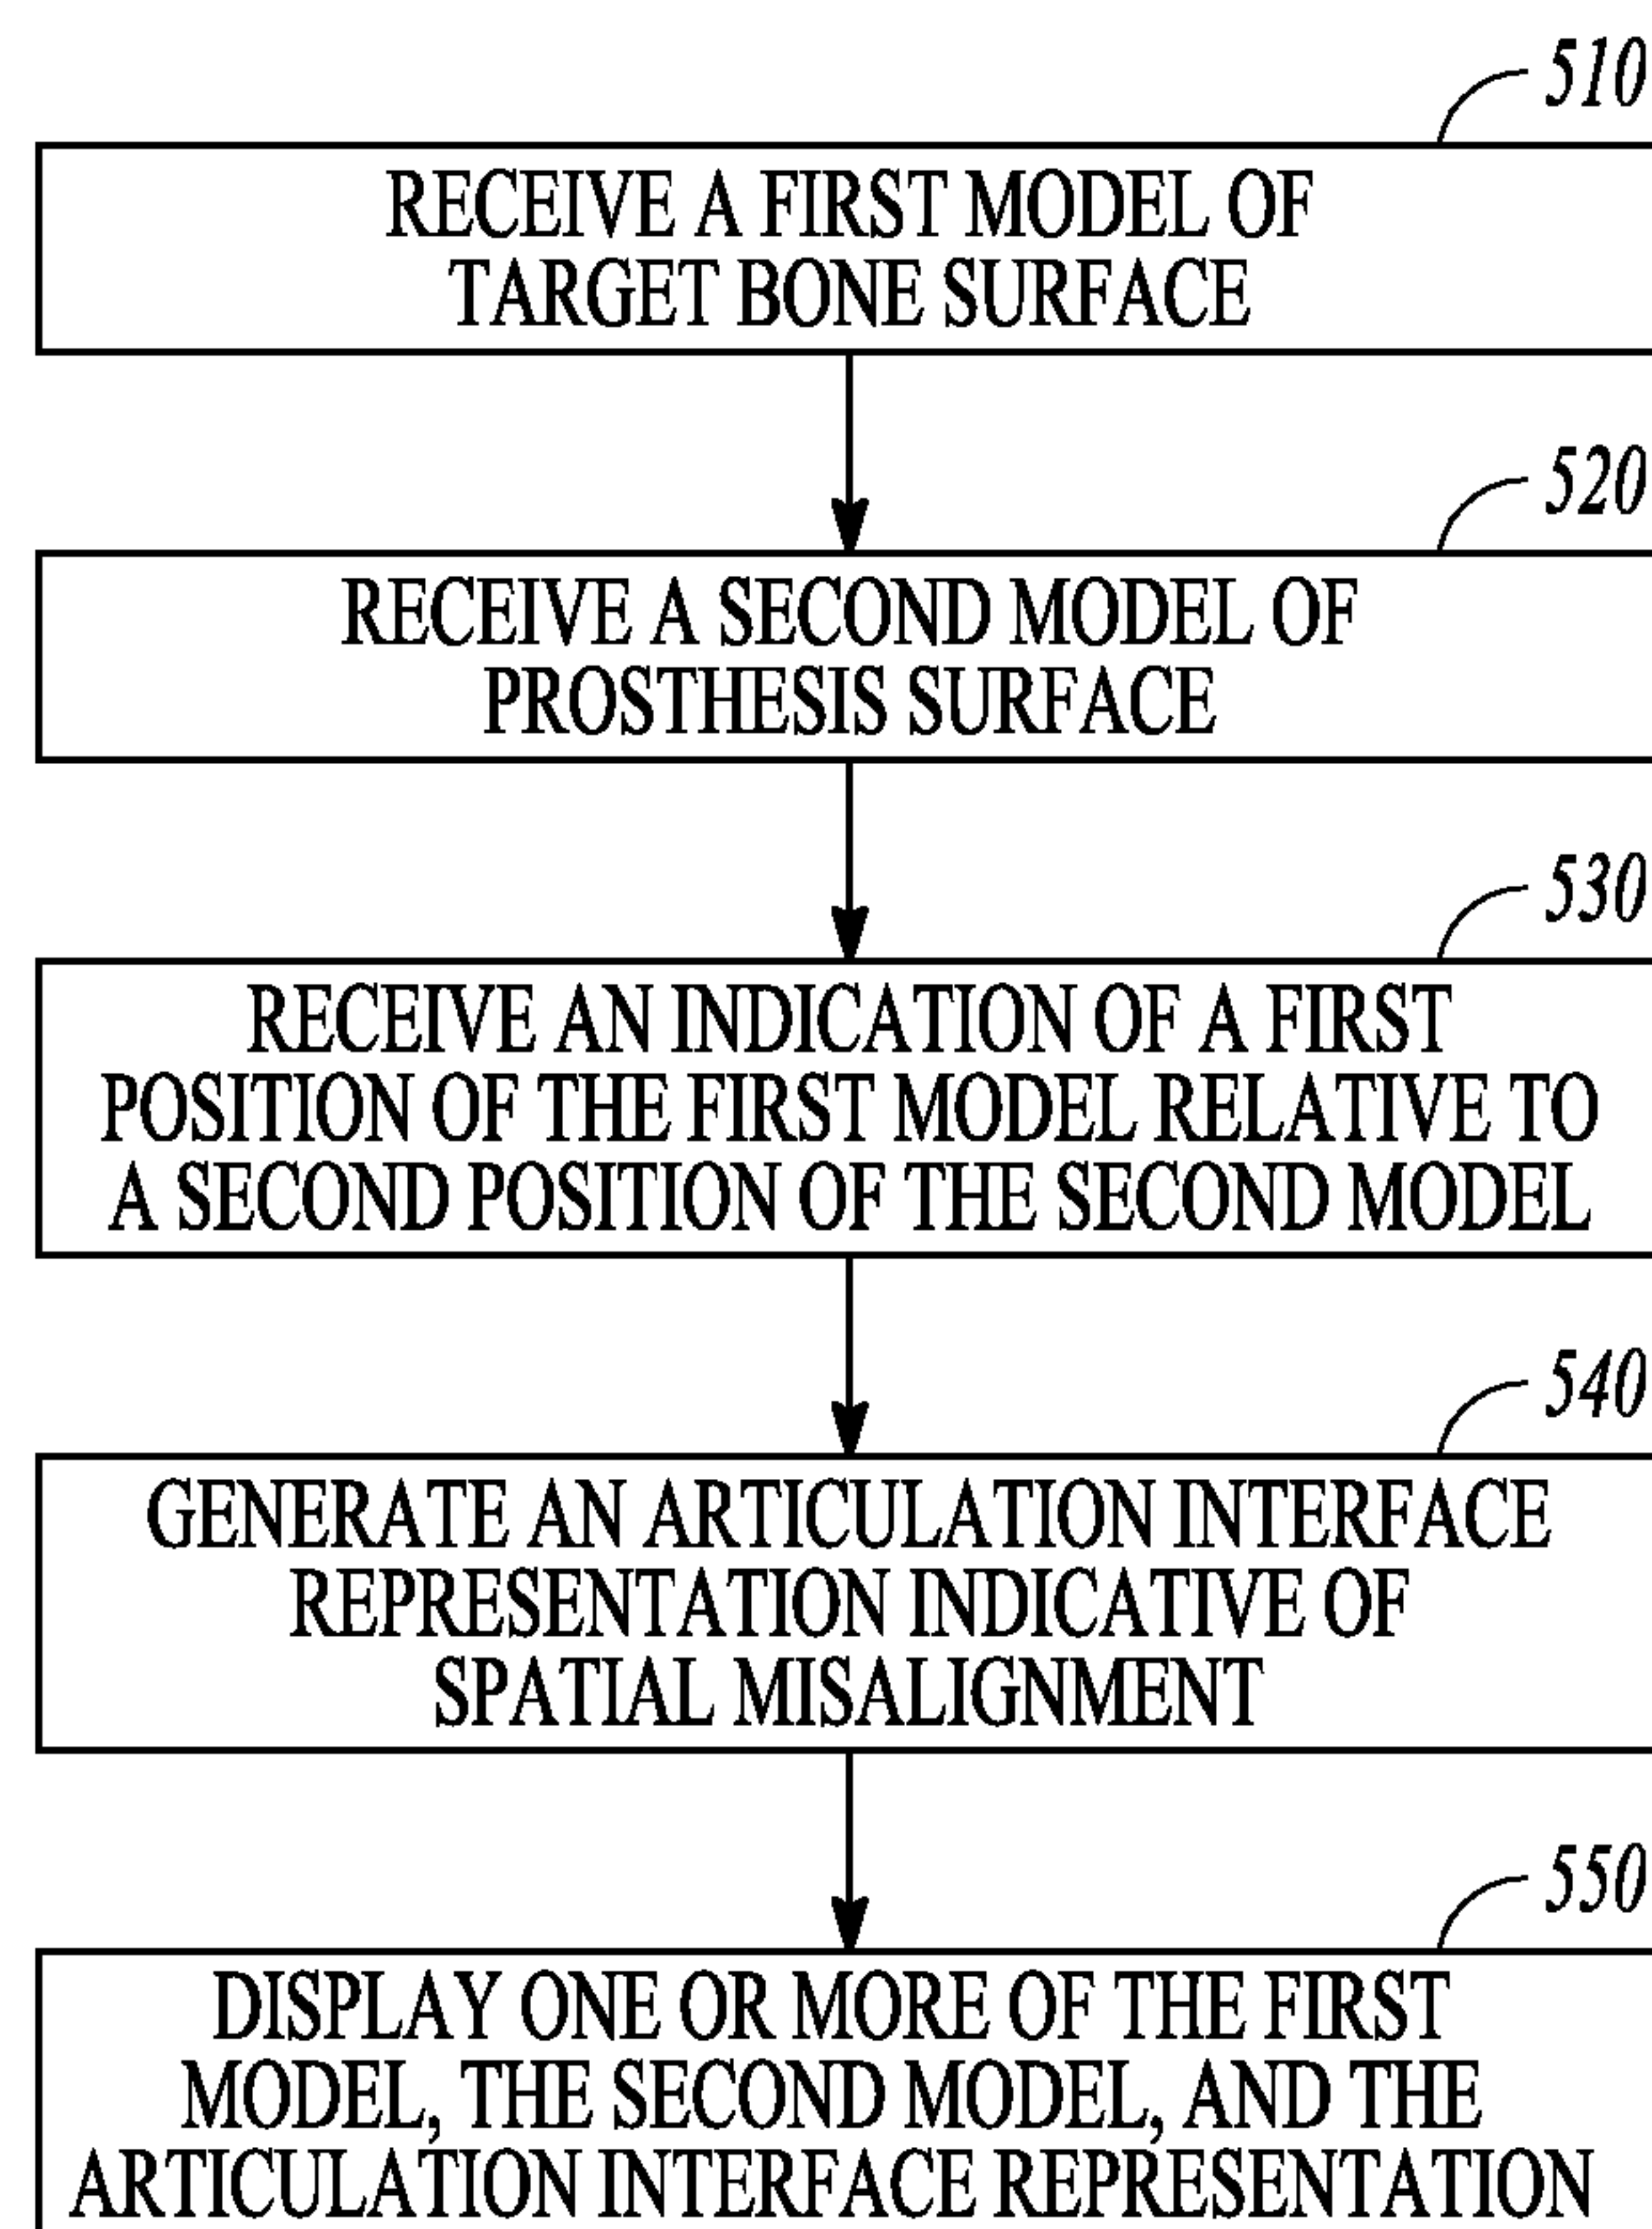 510
RECEIVE A FIRST MODEL OF
TARGET BONE SURFACE
520
RECEIVE A SECOND MODEL OF
PROSTHESIS SURFACE
530
RECEIVE AN INDICATION OF A FIRST
POSITION OF THE FIRST MODEL RELATIVE TO
A SECOND POSITION OF THE SECOND MODEL
540
GENERATE AN ARTICULATION INTERFACE
REPRESENTATION INDICATIVE OF
SPATIAL MISALIGNMENT
550
DISPLAY ONE OR MORE OF THE FIRST
MODEL, THE SECOND MODEL, AND THE
ARTICULATION INTERFACE REPRESENTATION